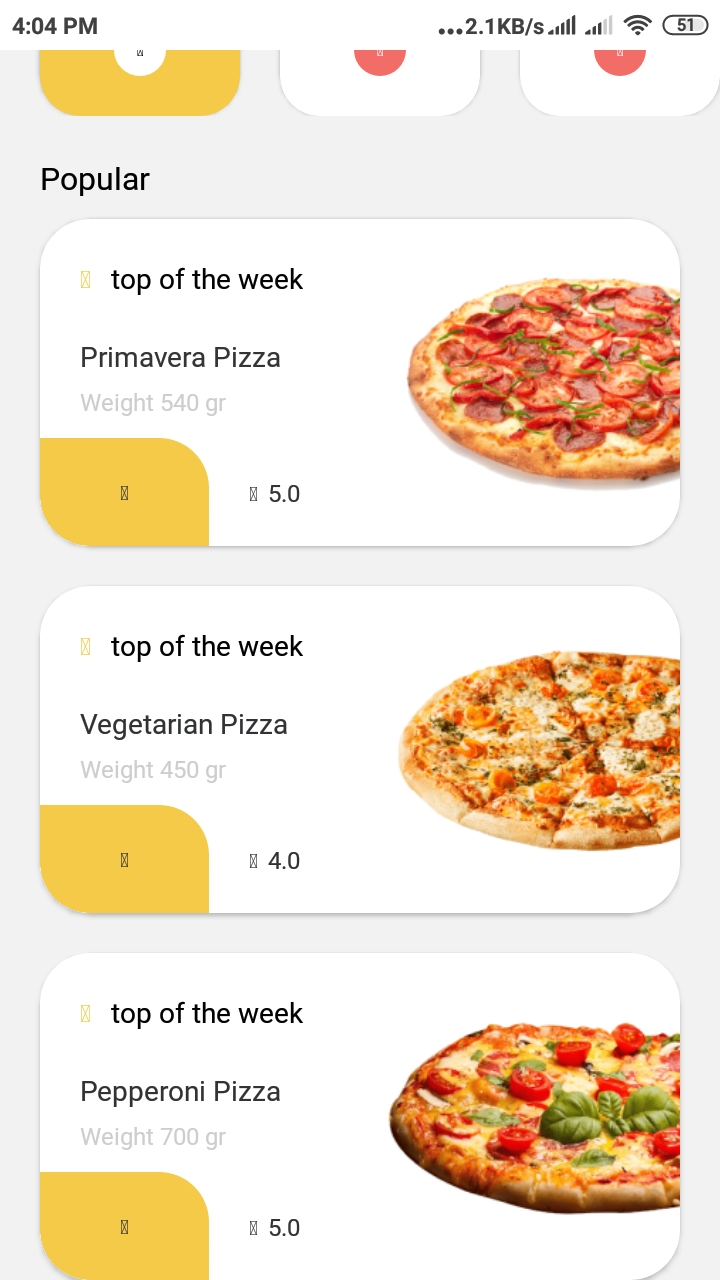 4:04 PM ...2.1KB/s 51
Popular
top of the week
Primavera Pizza
Weight 540 gr
5.0
top of the week
Vegetarian Pizza
Weight 450 gr
4.0
top of the week
Pepperoni Pizza
Weight 700 gr
5.0